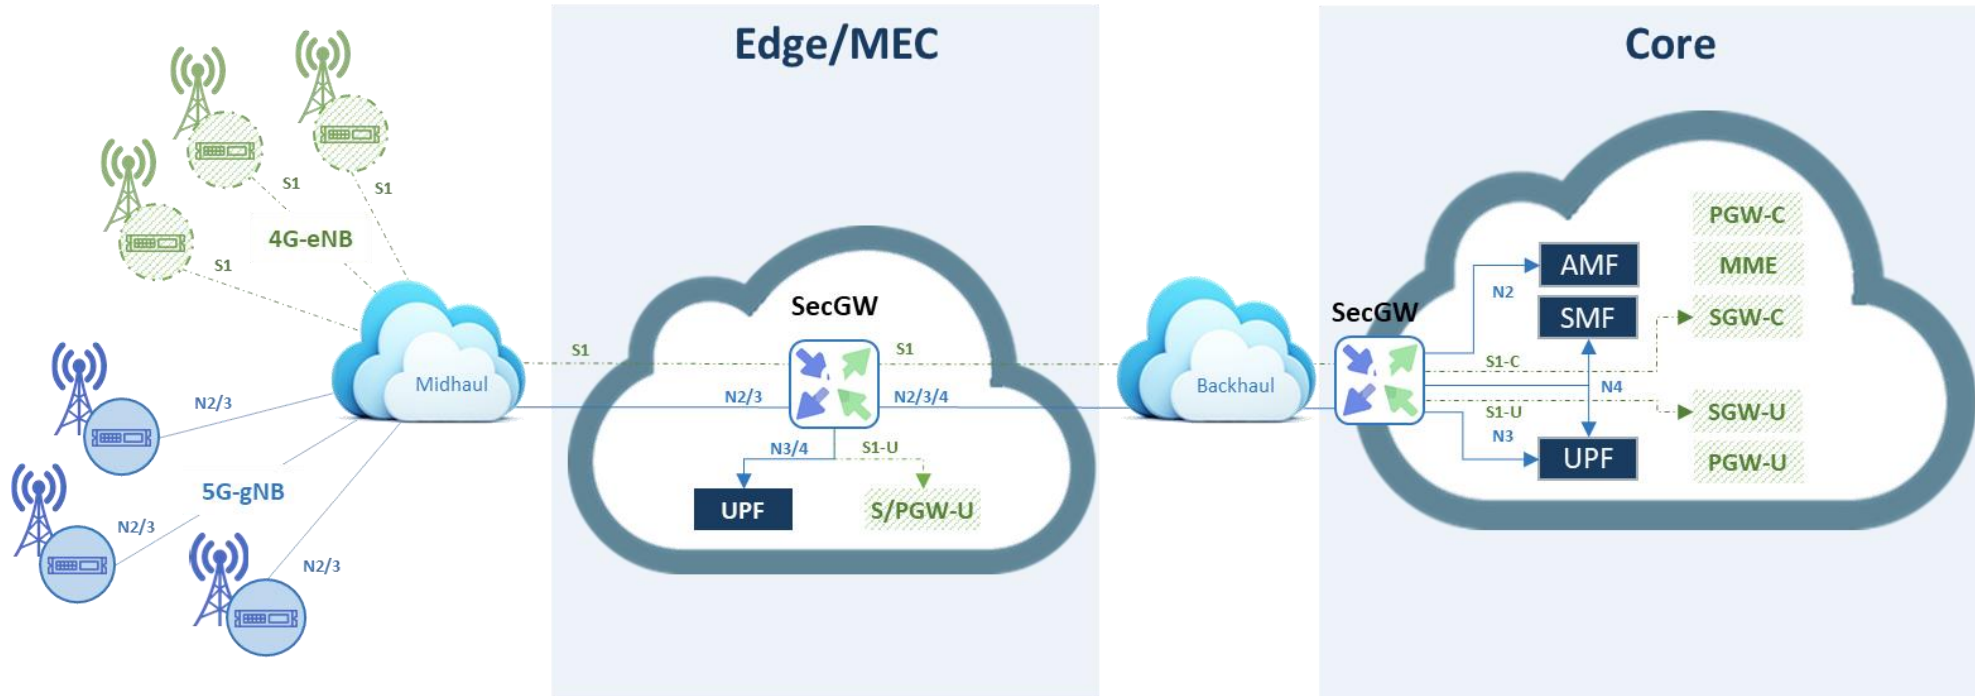 Edge/MEC
Core
S1
S1
4G-eNB
S1
PGW-C
AMF
MME
N2
SecGW
SecGW
SMF
SGW-C
S1
S1
S1-C
Midhaul
Backhaul
N4
N2/3
N2/3
N2/3/4
S1-U
SGW-U
N3
N3/4
S1-U
UPF
PGW-U
5G-gNB
N2/3
UPF
S/PGW-U
N2/3